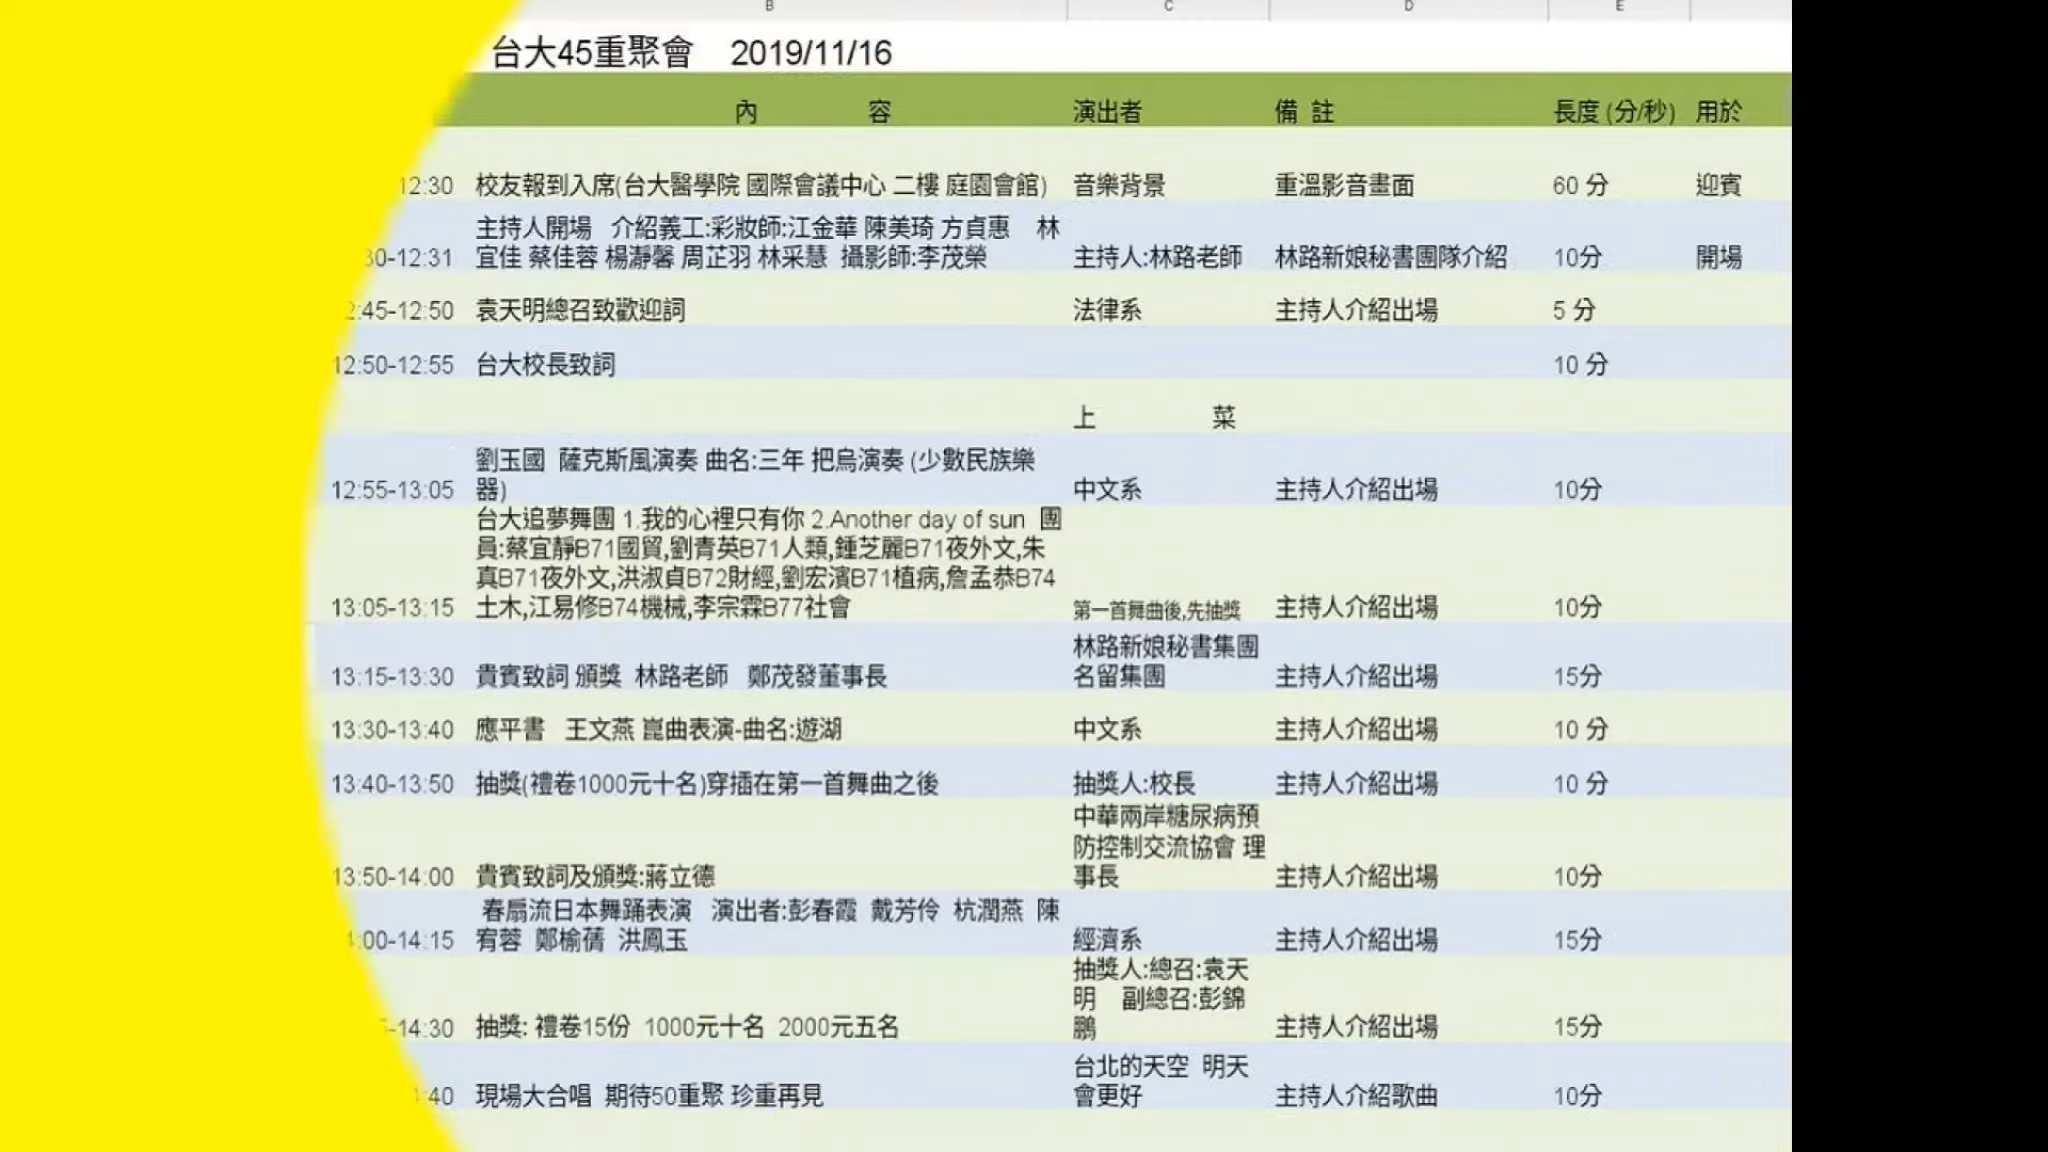 B C D E
台大45重聚會 2019/11/16
內 容 演出者 備 註 長度 (分/秒) 用於
12:30 校友報到入席(台大醫學院 國際會議中心 二樓 庭園會館) 音樂背景 重溫影音畫面 60 分 迎賓
主持人開場 介紹義工:彩妝師:江金華 陳美琦 方貞惠 林
30-12:31 宜佳 蔡佳蓉 楊瀞馨 周芷羽 林采慧 攝影師:李茂榮 主持人:林路老師 林路新娘秘書團隊介紹 10分 開場
2:45-12:50 袁天明總召致歡迎詞 法律系 主持人介紹出場 5 分
12:50-12:55 台大校長致詞 10 分
上 菜
劉玉國 薩克斯風演奏 曲名:三年 把烏演奏 (少數民族樂
12:55-13:05 器) 中文系 主持人介紹出場 10分
台大追夢舞團 1.我的心裡只有你 2.Another day of sun 團
員:蔡宜靜B71國貿,劉青英B71人類,鍾芝麗B71夜外文,朱
真B71夜外文,洪淑貞B72財經,劉宏濱B71植病,詹孟恭B74
13:05-13:15 土木,江易修B74機械,李宗霖B77社會 第一首舞曲後,先抽獎 主持人介紹出場 10分
林路新娘秘書集團
13:15-13:30 貴賓致詞 頒獎 林路老師 鄭茂發董事長 名留集團 主持人介紹出場 15分
13:30-13:40 應平書 王文燕 崑曲表演-曲名:遊湖 中文系 主持人介紹出場 10 分
13:40-13:50 抽獎(禮卷1000元十名)穿插在第一首舞曲之後 抽獎人:校長 主持人介紹出場 10 分
中華兩岸糖尿病預
防控制交流協會 理
13:50-14:00 貴賓致詞及頒獎:蔣立德 事長 主持人介紹出場 10分
春扇流日本舞踊表演 演出者:彭春霞 戴芳伶 杭潤燕 陳
:00-14:15 宥蓉 鄭榆蒨 洪鳳玉 經濟系 主持人介紹出場 15分
抽獎人:總召:袁天
明 副總召:彭錦
-14:30 抽獎: 禮卷15份 1000元十名 2000元五名 鵬 主持人介紹出場 15分
台北的天空 明天
:40 現場大合唱 期待50重聚 珍重再見 會更好 主持人介紹歌曲 10分